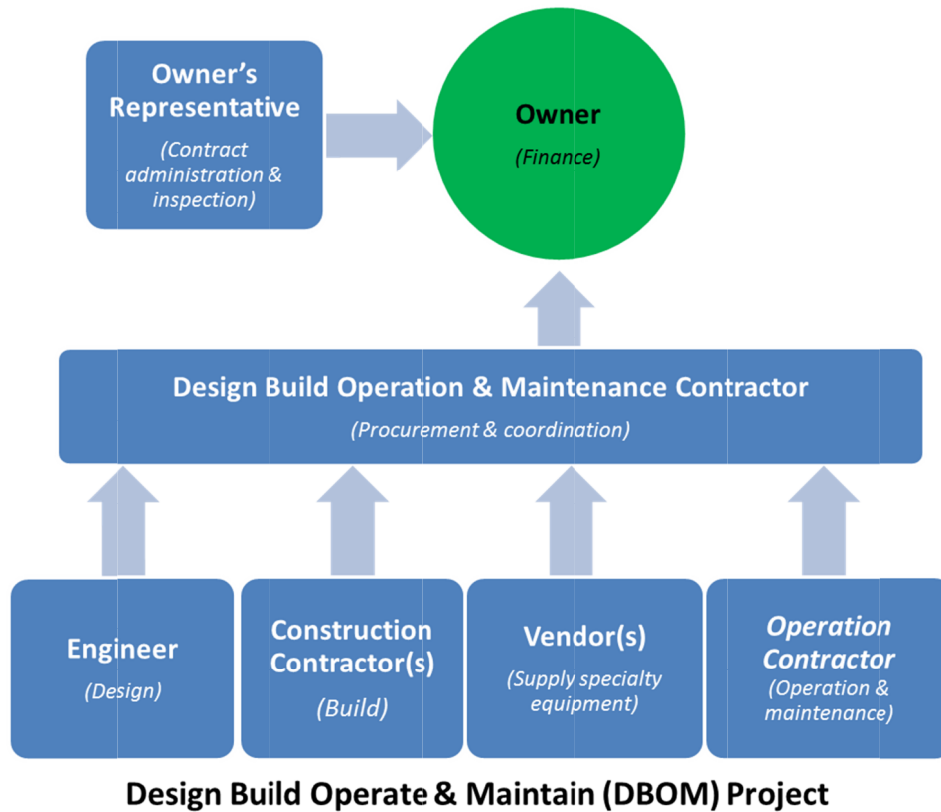 Owner's
Representative
(Contract
administration &
inspection)
Owner
(Finance)
Design Build Operation & Maintenance Contractor
(Procurement & coordination)
Engineer
(Design)
Construction
Contractor(s)
(Build)
Vendor(s)
(Supply specialty
equipment)
Operation
Contractor
(Operation &
maintenance)
Design Build Operate & Maintain (DBOM) Project